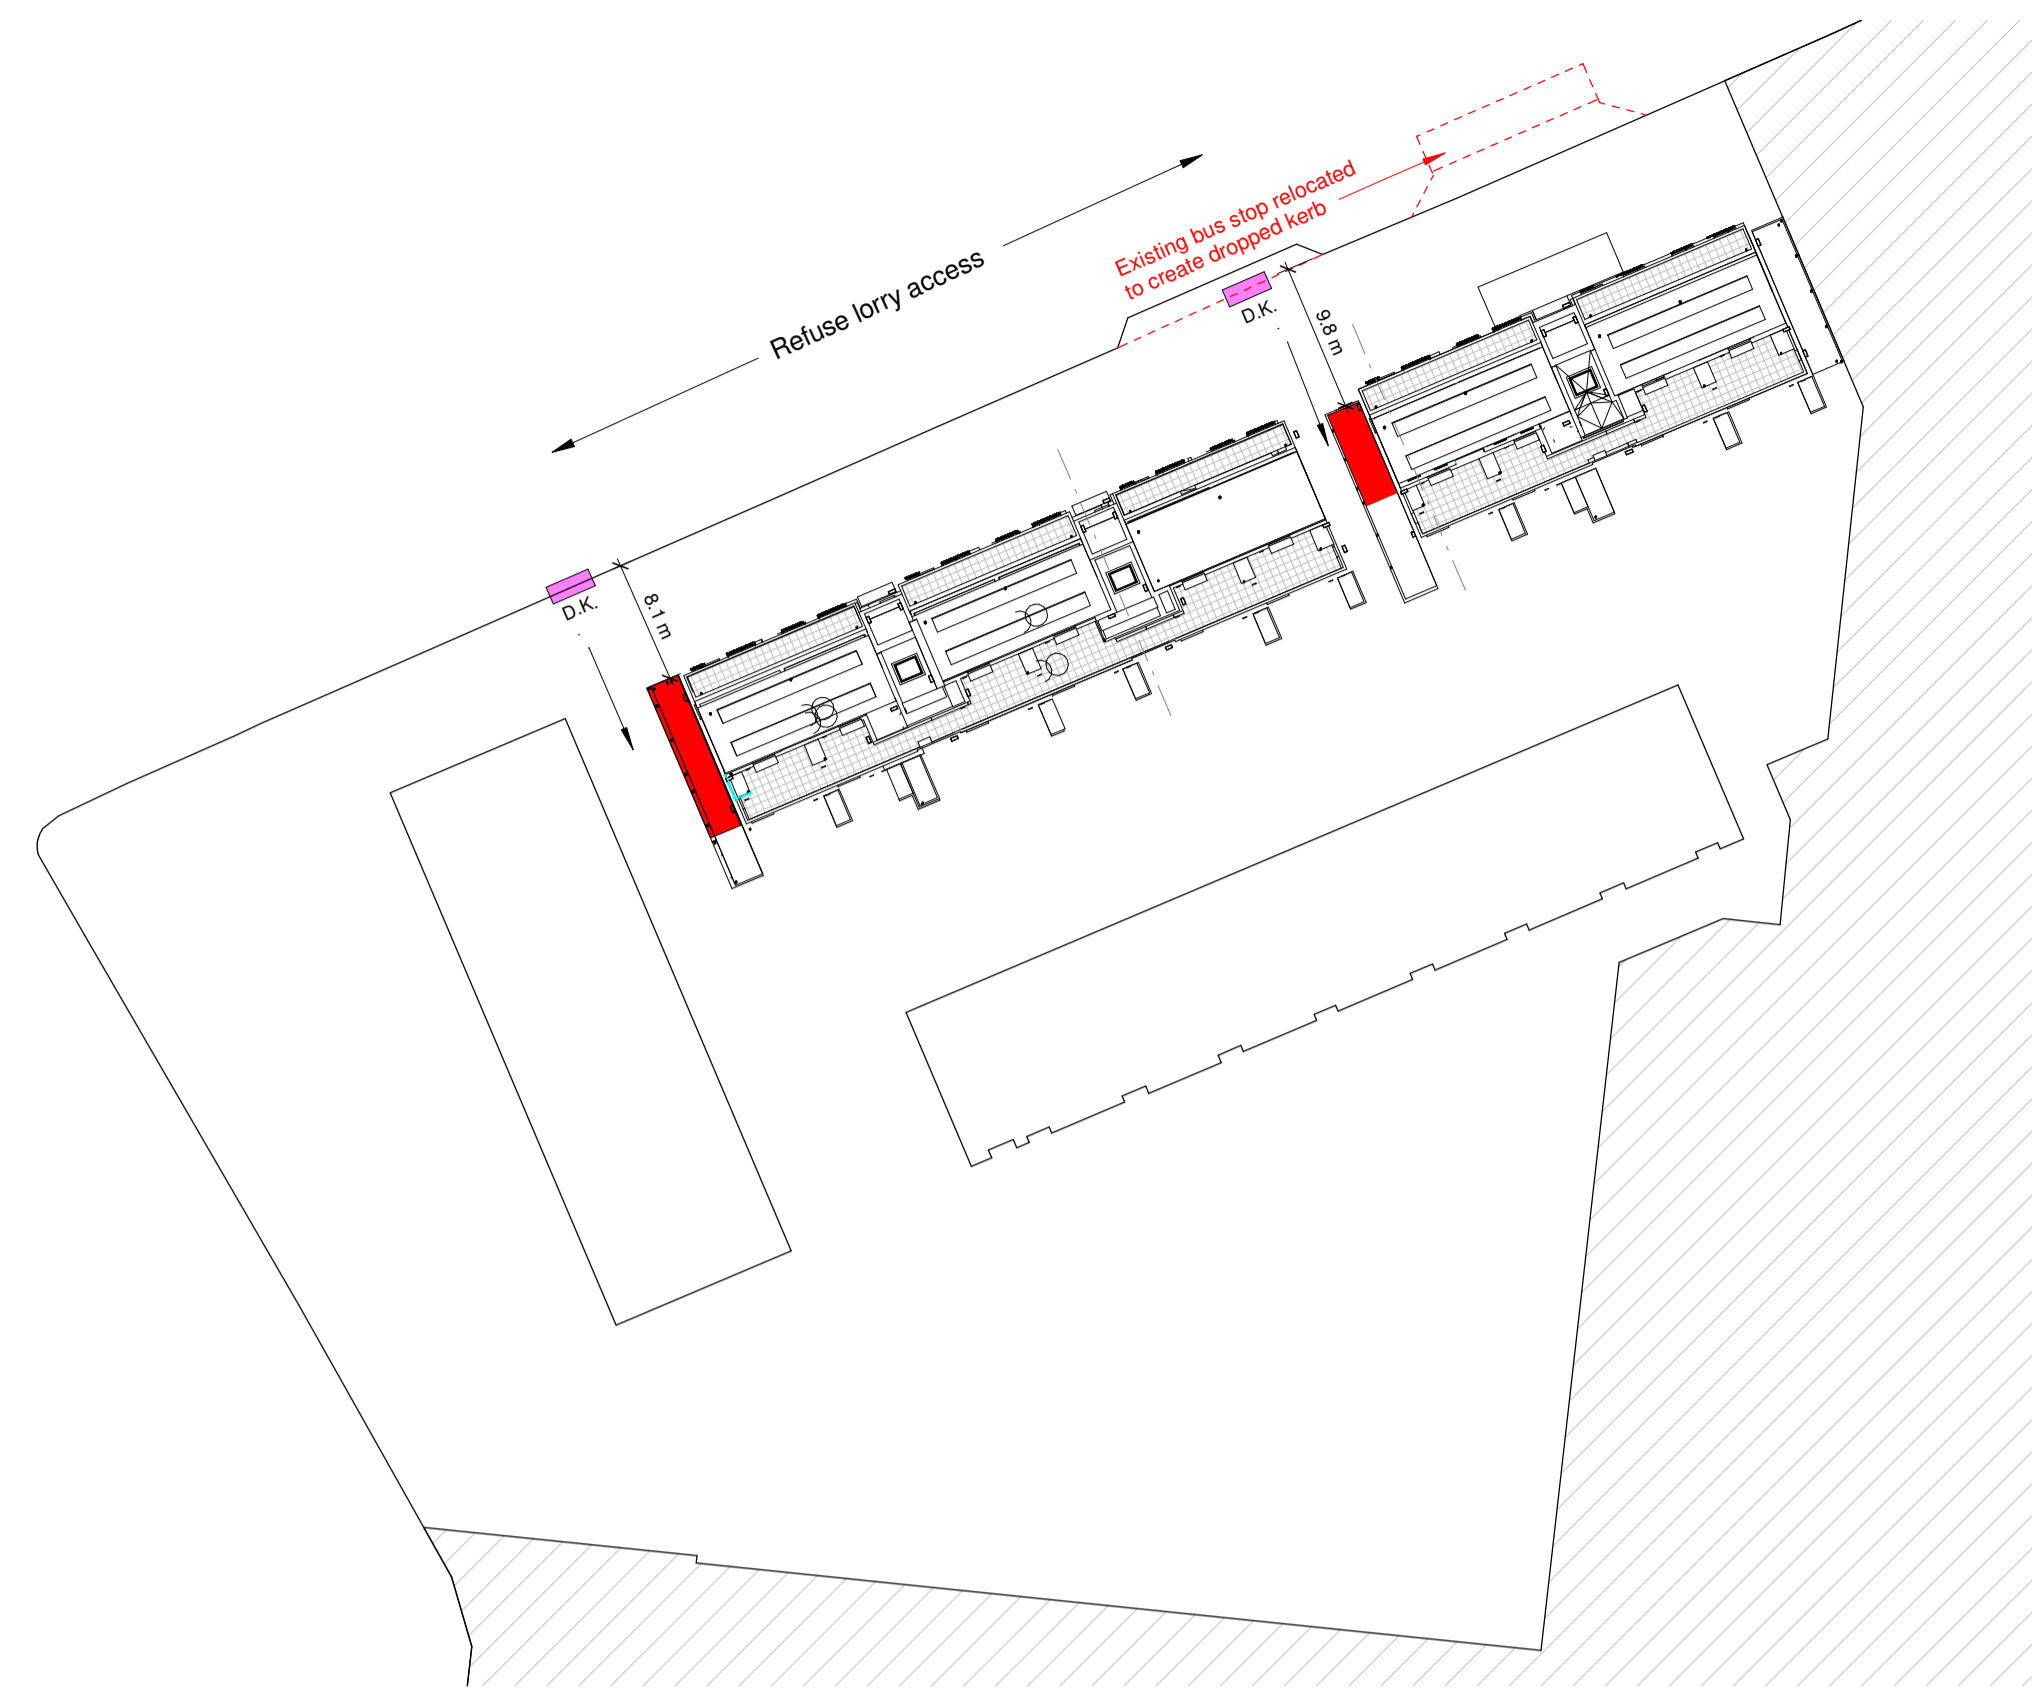 Existing bus stop relocated
to create dropped kerb
Refuse lorry access
D.K.
9.8 m
D.K.
8.1 m